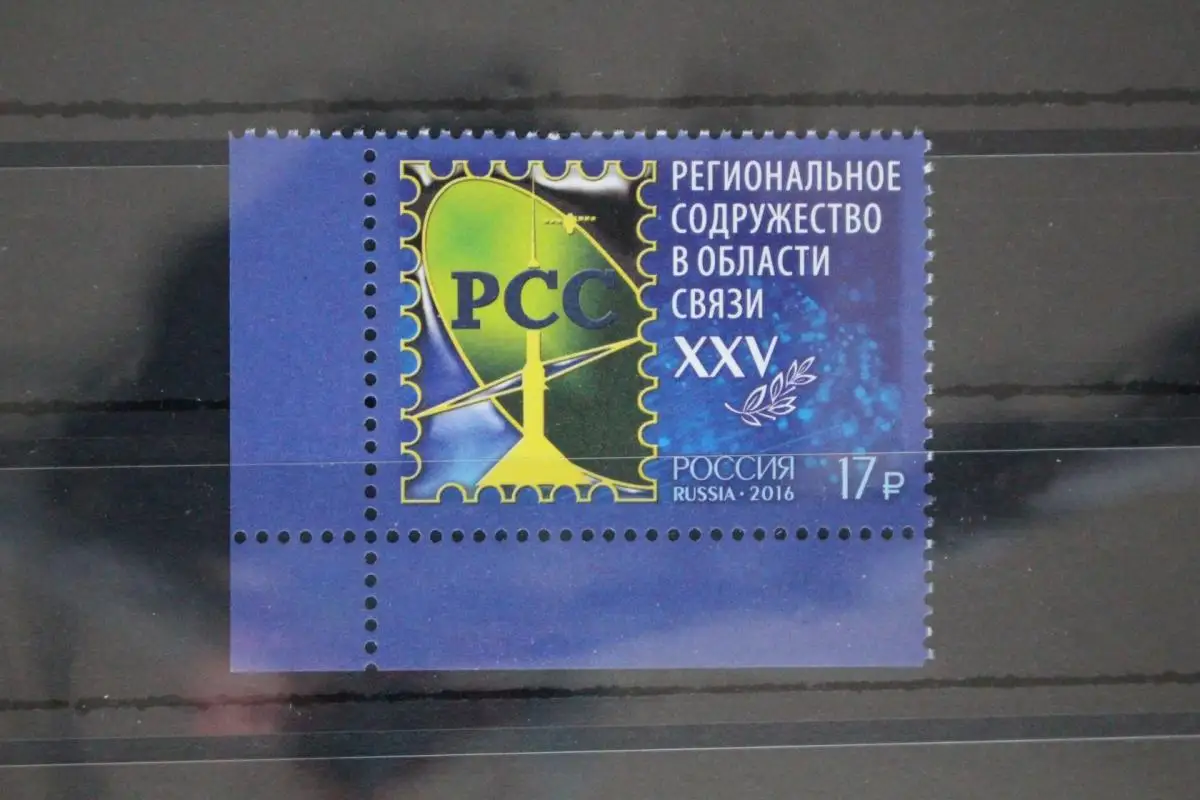 РСС
РЕГИОНАЛЬНОЕ
СОДРУЖЕСТВО
В ОБЛАСТИ
СВЯЗИ
XXV
РОССИЯ
RUSSIA · 2016
17₽